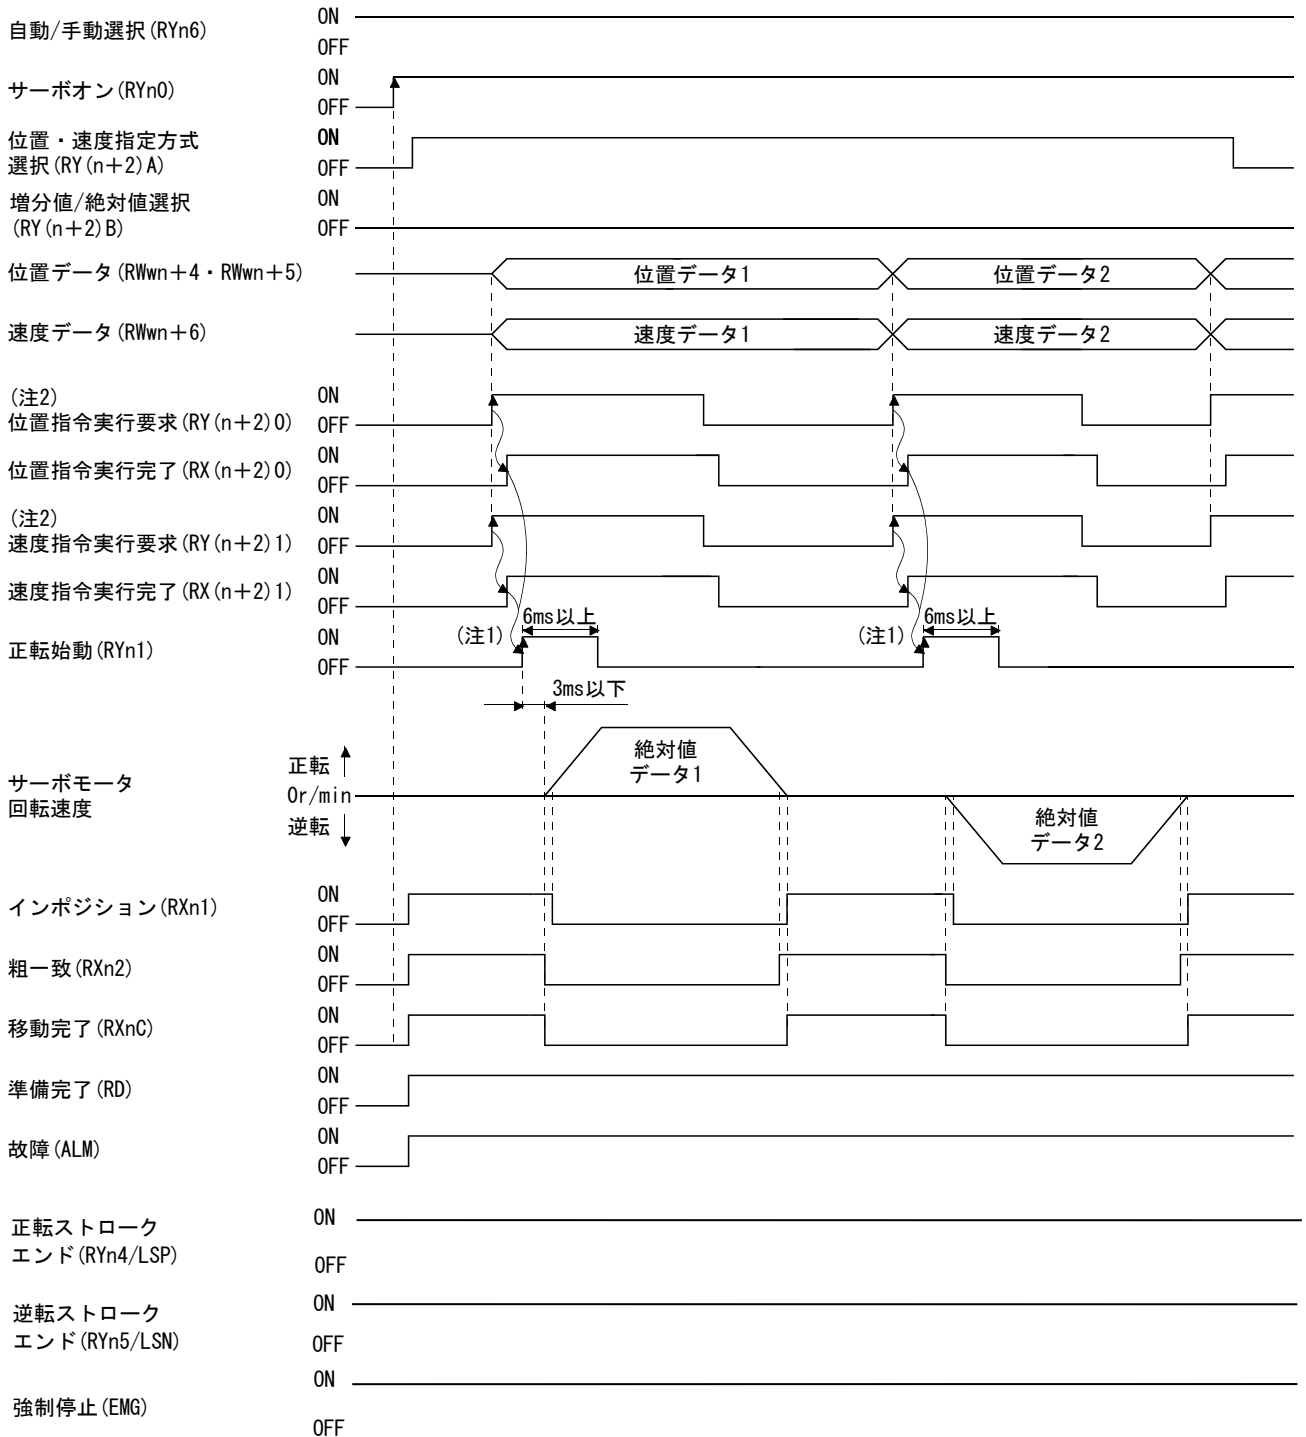 自動/手動選択(RYn6)
ON
OFF
サーボオン(RYn0)
ON
OFF
位置・速度指定方式
選択(RY(n+2)A)
ON
OFF
増分値/絶対値選択
(RY(n+2)B)
ON
OFF
位置データ(RWwn+4・RWwn+5)
位置データ1
位置データ2
速度データ(RWwn+6)
速度データ1
速度データ2
(注2)
位置指令実行要求(RY(n+2)0)
ON
OFF
位置指令実行完了(RX(n+2)0)
ON
OFF
(注2)
速度指令実行要求(RY(n+2)1)
ON
OFF
速度指令実行完了(RX(n+2)1)
ON
OFF
6ms以上
6ms以上
正転始動(RYn1)
ON
OFF
(注1)
(注1)
3ms以下
サーボモータ
回転速度
正転
0r/min
逆転
絶対値
データ1
絶対値
データ2
インポジション(RXn1)
ON
OFF
粗一致(RXn2)
ON
OFF
移動完了(RXnC)
ON
OFF
準備完了(RD)
ON
OFF
故障(ALM)
ON
OFF
正転ストローク
エンド(RYn4/LSP)
ON
OFF
逆転ストローク
エンド(RYn5/LSN)
ON
OFF
強制停止(EMG)
ON
OFF